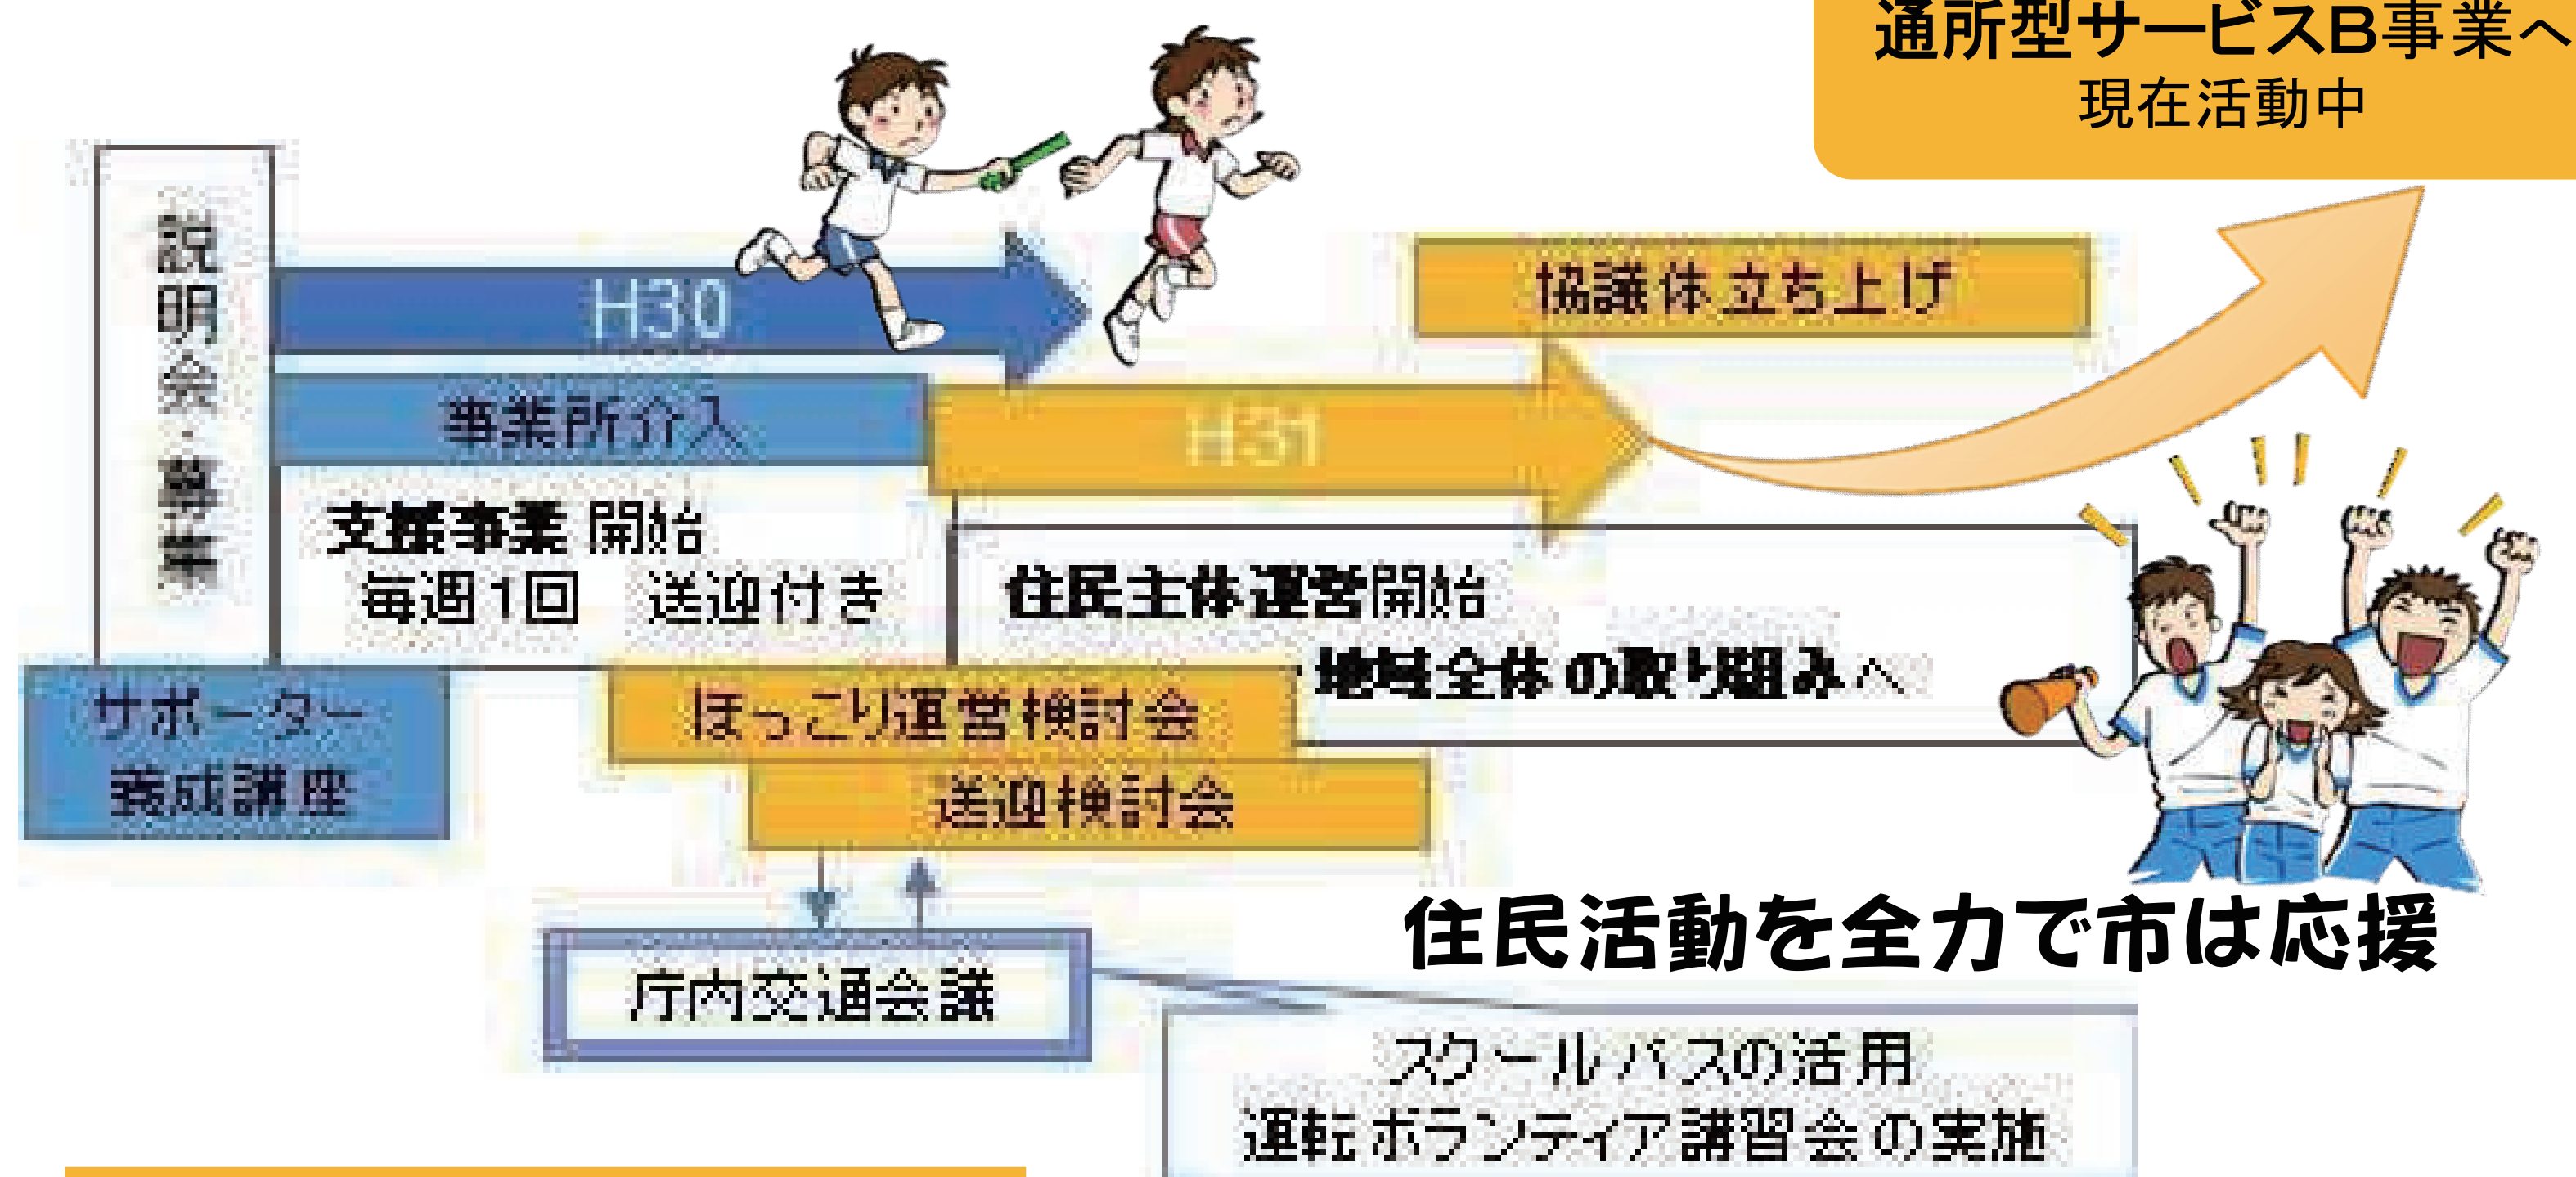 通所型サービスB事業へ
現在活動中
説明会・募集
H30
協議体立ち上げ
事業所介入
H31
支援事業 開始
毎週1回 送迎付き
住民主体運営開始
・地域全体の取り組みへ
サポーター
養成講座
ほっこり運営検討会
送迎検討会
庁内交通会議
住民活動を全力で市は応援
スクールバスの活用
運転ボランティア講習会の実施